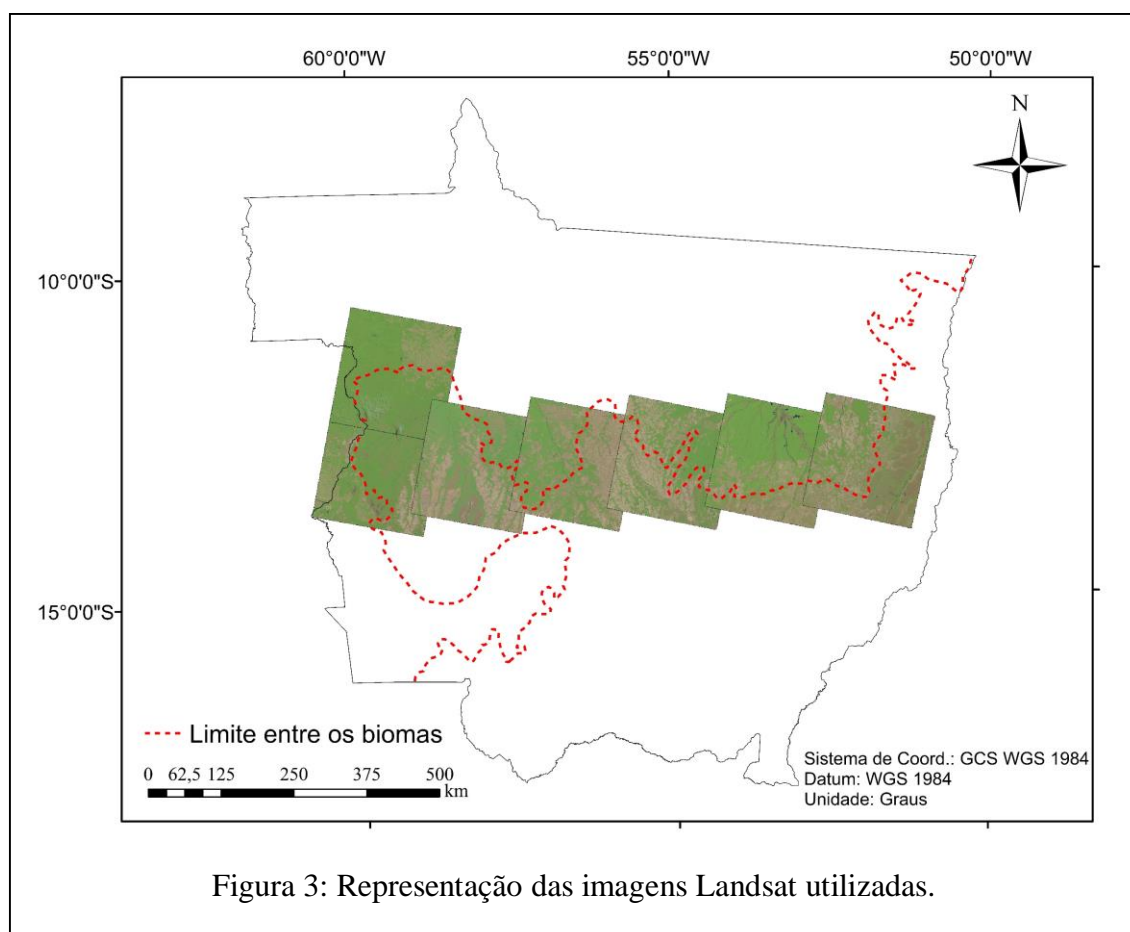 60°0'0"W 55°0'0"W 50°0'0"W
N
10°0'0"S
15°0'0"S
Limite entre os biomas
0 62,5 125 250 375 500
km
Sistema de Coord.: GCS WGS 1984
Datum: WGS 1984
Unidade: Graus
Figura 3: Representação das imagens Landsat utilizadas.